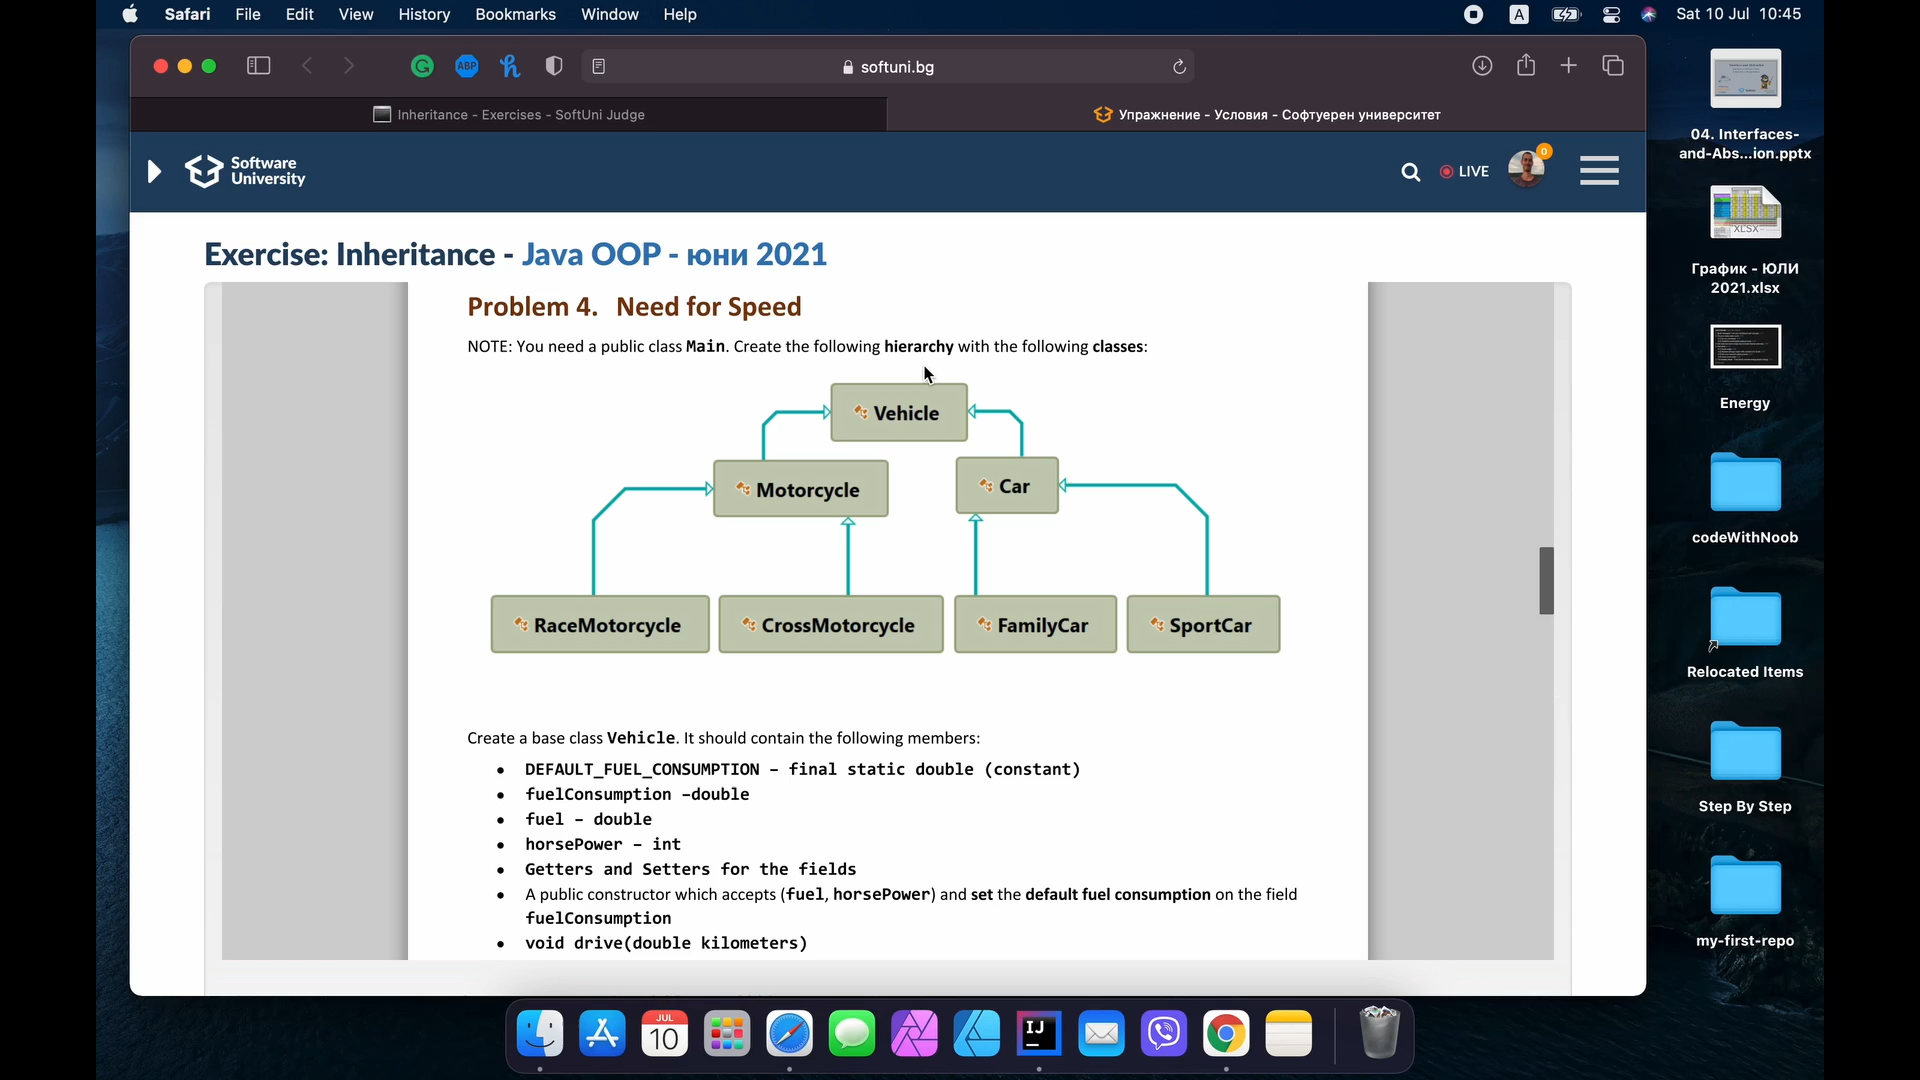 Safari File Edit View History Bookmarks Window Help
A
Sat 10 Jul 10:45
ABP
softuni.bg
Inheritance - Exercises - SoftUni Judge
Упражнение - Условия - Софтуерен университет
Software
University
LIVE
0
Exercise: Inheritance - Java OOP - юни 2021
Problem 4. Need for Speed
NOTE: You need a public class Main. Create the following hierarchy with the following classes:
Vehicle
Motorcycle
Car
RaceMotorcycle
CrossMotorcycle
FamilyCar
SportCar
Create a base class Vehicle. It should contain the following members:
• DEFAULT_FUEL_CONSUMPTION – final static double (constant)
• fuelConsumption –double
• fuel – double
• horsePower – int
• Getters and Setters for the fields
• A public constructor which accepts (fuel, horsePower) and set the default fuel consumption on the field
fuelConsumption
• void drive(double kilometers)
04. Interfaces-
and-Abs...ion.pptx
XLSX
График - ЮЛИ
2021.xlsx
Energy
codeWithNoob
Relocated Items
Step By Step
my-first-repo
JUL
10
IJ